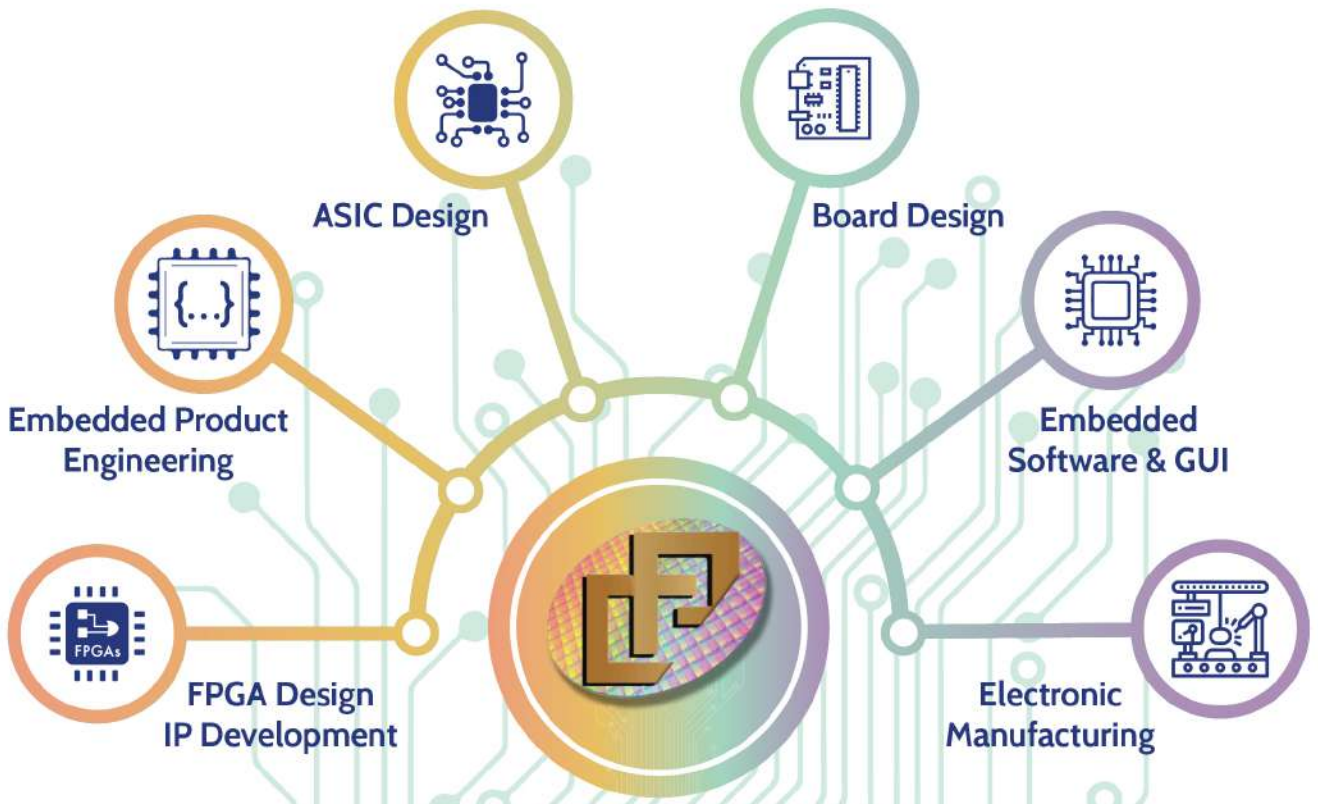 ASIC Design
Board Design
{...}
Embedded Product
Engineering
Embedded
Software & GUI
FPGAs
FPGA Design
IP Development
Electronic
Manufacturing